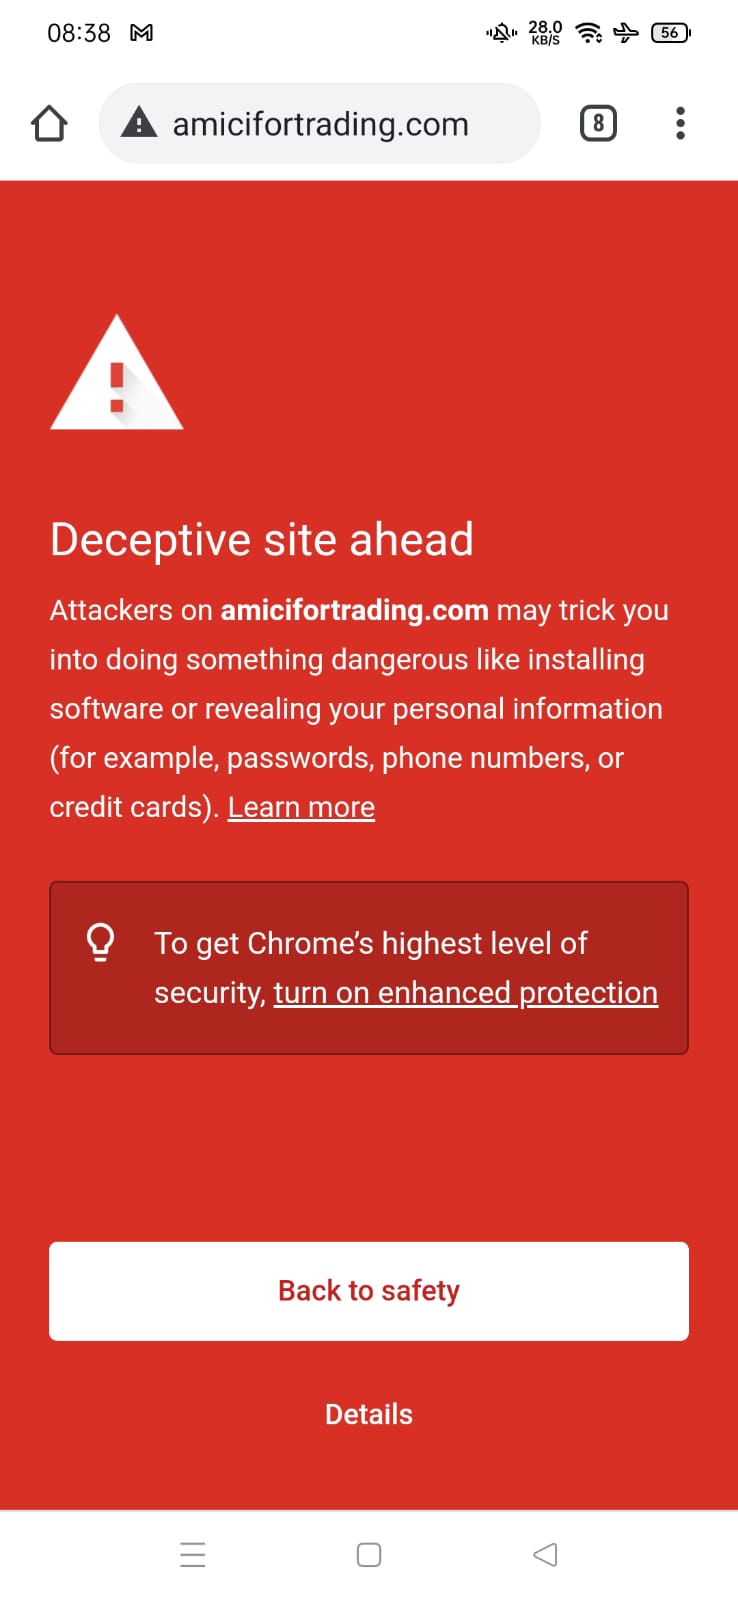 08:38
28.0
KB/S
56
amicifortrading.com
8
Deceptive site ahead
Attackers on amicifortrading.com may trick you
into doing something dangerous like installing
software or revealing your personal information
(for example, passwords, phone numbers, or
credit cards). Learn more
To get Chrome’s highest level of
security, turn on enhanced protection
Back to safety
Details